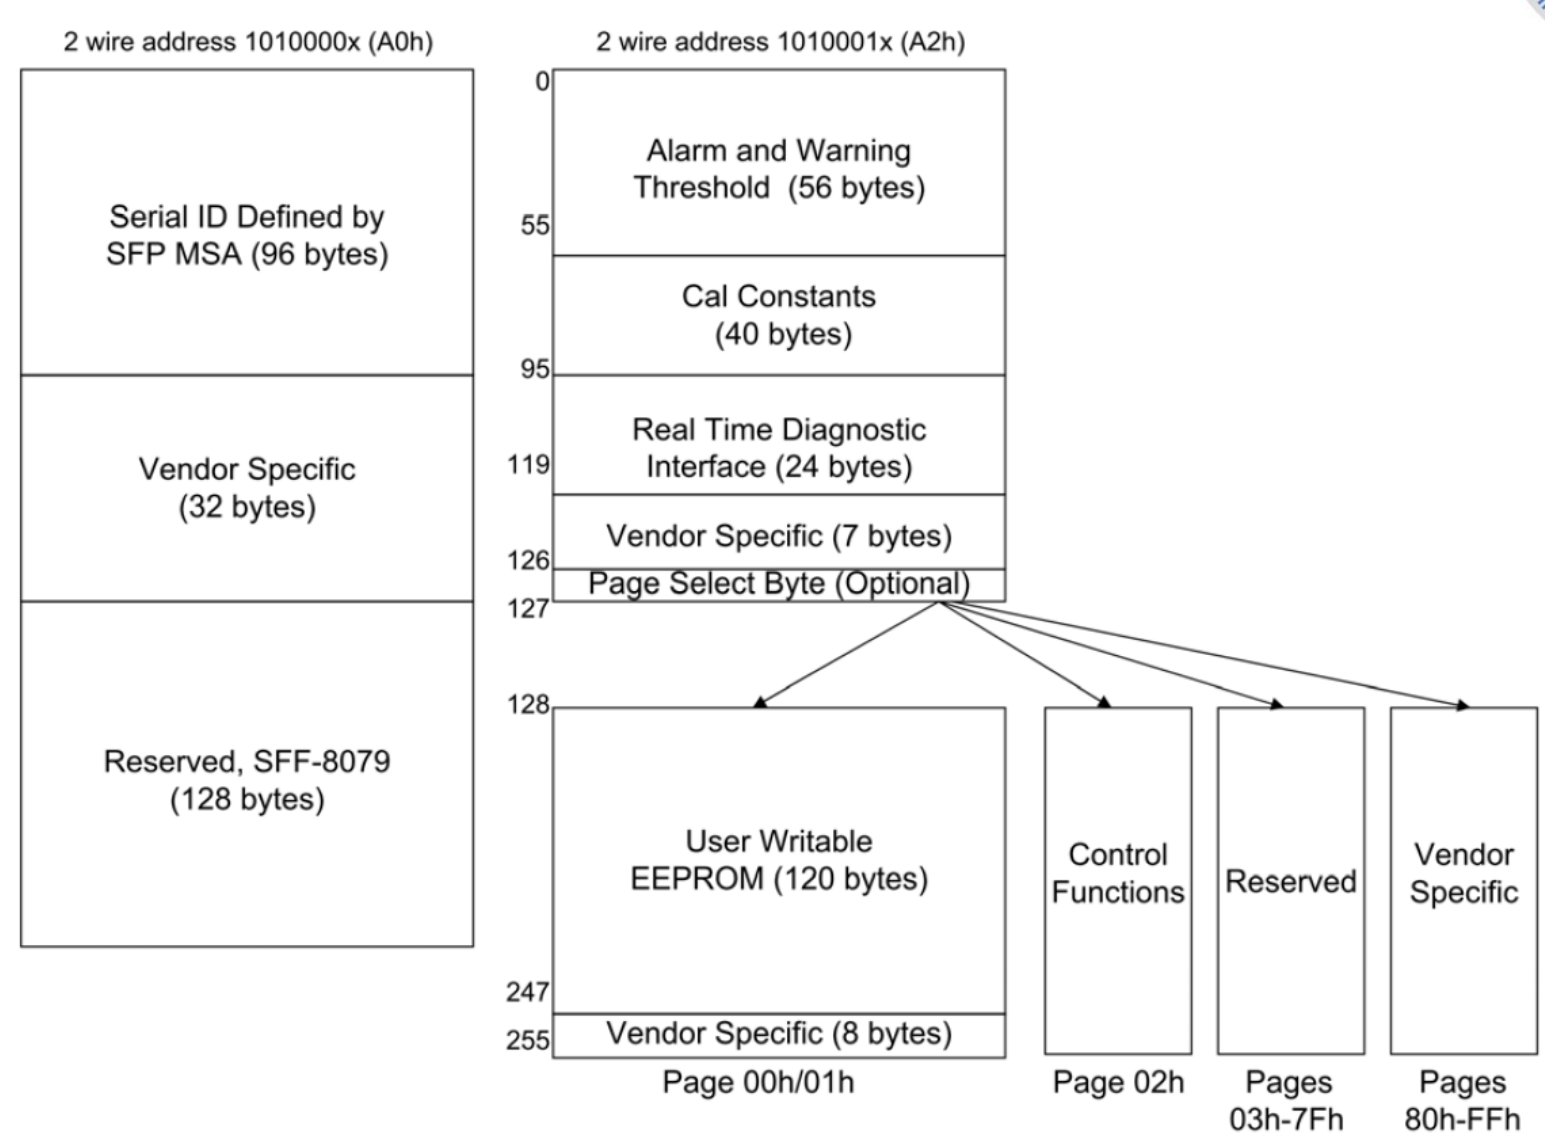 2 wire address 1010000x (A0h)
Serial ID Defined by
SFP MSA (96 bytes)
Vendor Specific
(32 bytes)
Reserved, SFF-8079
(128 bytes)
2 wire address 1010001x (A2h)
0
Alarm and Warning
Threshold (56 bytes)
55
Cal Constants
(40 bytes)
95
Real Time Diagnostic
Interface (24 bytes)
119
Vendor Specific (7 bytes)
126
Page Select Byte (Optional)
127
128
User Writable
EEPROM (120 bytes)
247
Vendor Specific (8 bytes)
255
Page 00h/01h
Control
Functions
Page 02h
Reserved
Pages
03h-7Fh
Vendor
Specific
Pages
80h-FFh